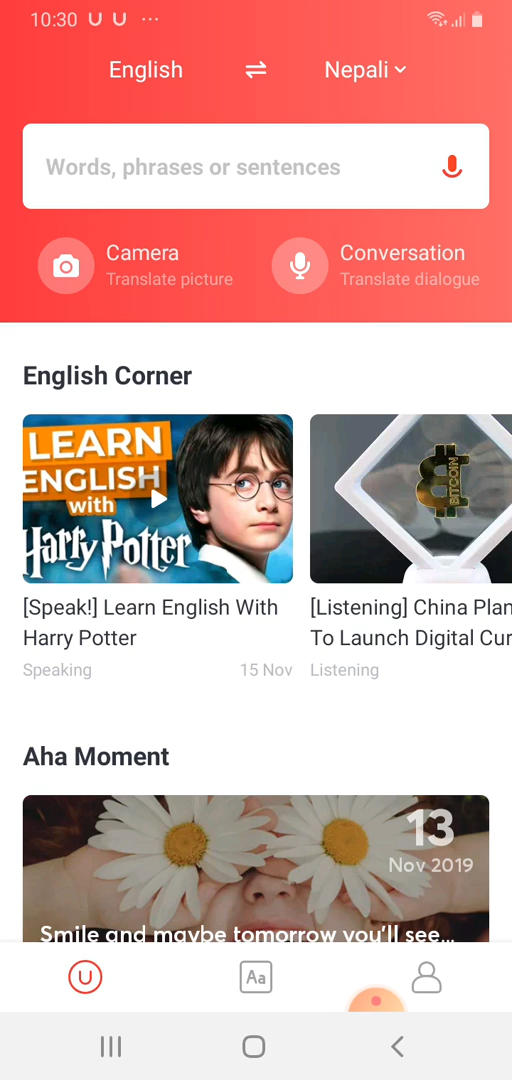 10:30
English
Nepali
Words, phrases or sentences
Camera
Translate picture
Conversation
Translate dialogue
English Corner
LEARN
ENGLISH
with
Harry Potter
BITCOIN
[Speak!] Learn English With
Harry Potter
Speaking
15 Nov
[Listening] China Plan
To Launch Digital Cur
Listening
Aha Moment
13
Nov 2019
Smile and maybe tomorrow you'll see...
U
Aa